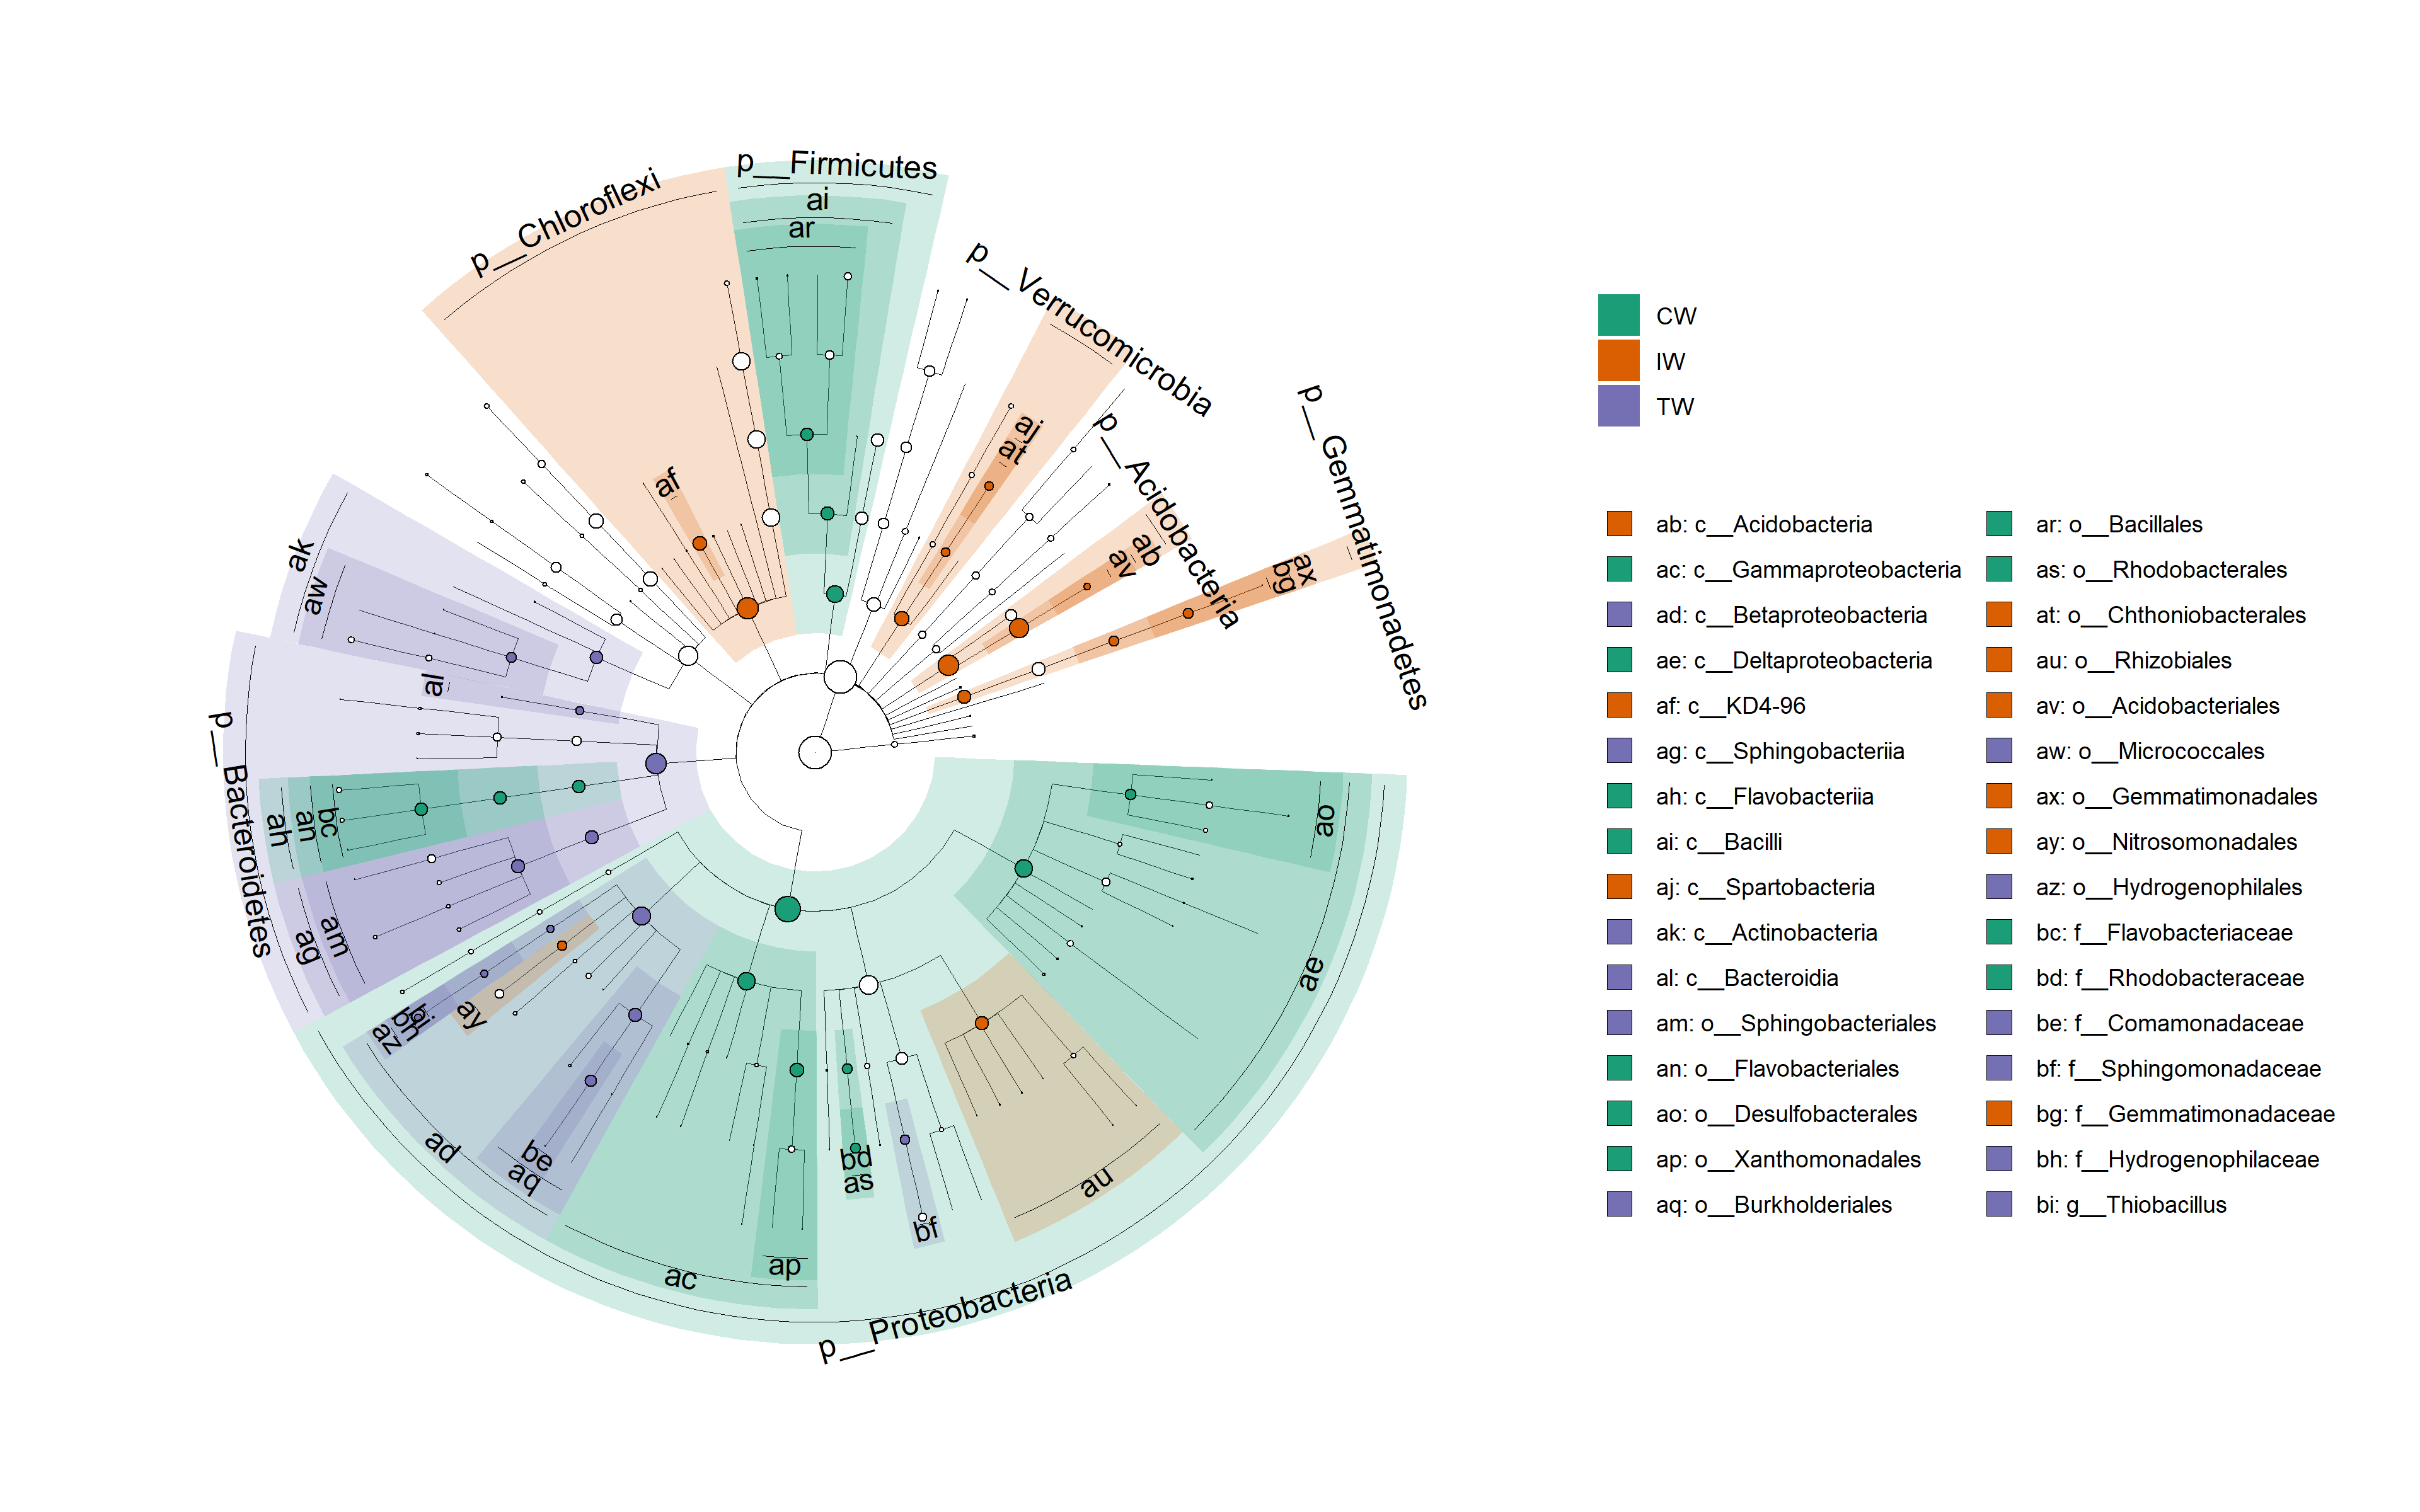 p__Firmicutes
ai
ar
p__Chloroflexi
af
p__Verrucomicrobia
aj
at
p__Acidobacteria
ab
av
p__Gemmatimonadetes
ax
bg
ak
aw
al
p__Bacteroidetes
ah
an
bc
ag
am
az
bh
bi
ay
ad
be
aq
ac
ap
bd
as
bf
au
ae
ao
p__Proteobacteria
CW
IW
TW
ab: c__Acidobacteria
ac: c__Gammaproteobacteria
ad: c__Betaproteobacteria
ae: c__Deltaproteobacteria
af: c__KD4-96
ag: c__Sphingobacteriia
ah: c__Flavobacteriia
ai: c__Bacilli
aj: c__Spartobacteria
ak: c__Actinobacteria
al: c__Bacteroidia
am: o__Sphingobacteriales
an: o__Flavobacteriales
ao: o__Desulfobacterales
ap: o__Xanthomonadales
aq: o__Burkholderiales
ar: o__Bacillales
as: o__Rhodobacterales
at: o__Chthoniobacterales
au: o__Rhizobiales
av: o__Acidobacteriales
aw: o__Micrococcales
ax: o__Gemmatimonadales
ay: o__Nitrosomonadales
az: o__Hydrogenophilales
bc: f__Flavobacteriaceae
bd: f__Rhodobacteraceae
be: f__Comamonadaceae
bf: f__Sphingomonadaceae
bg: f__Gemmatimonadaceae
bh: f__Hydrogenophilaceae
bi: g__Thiobacillus